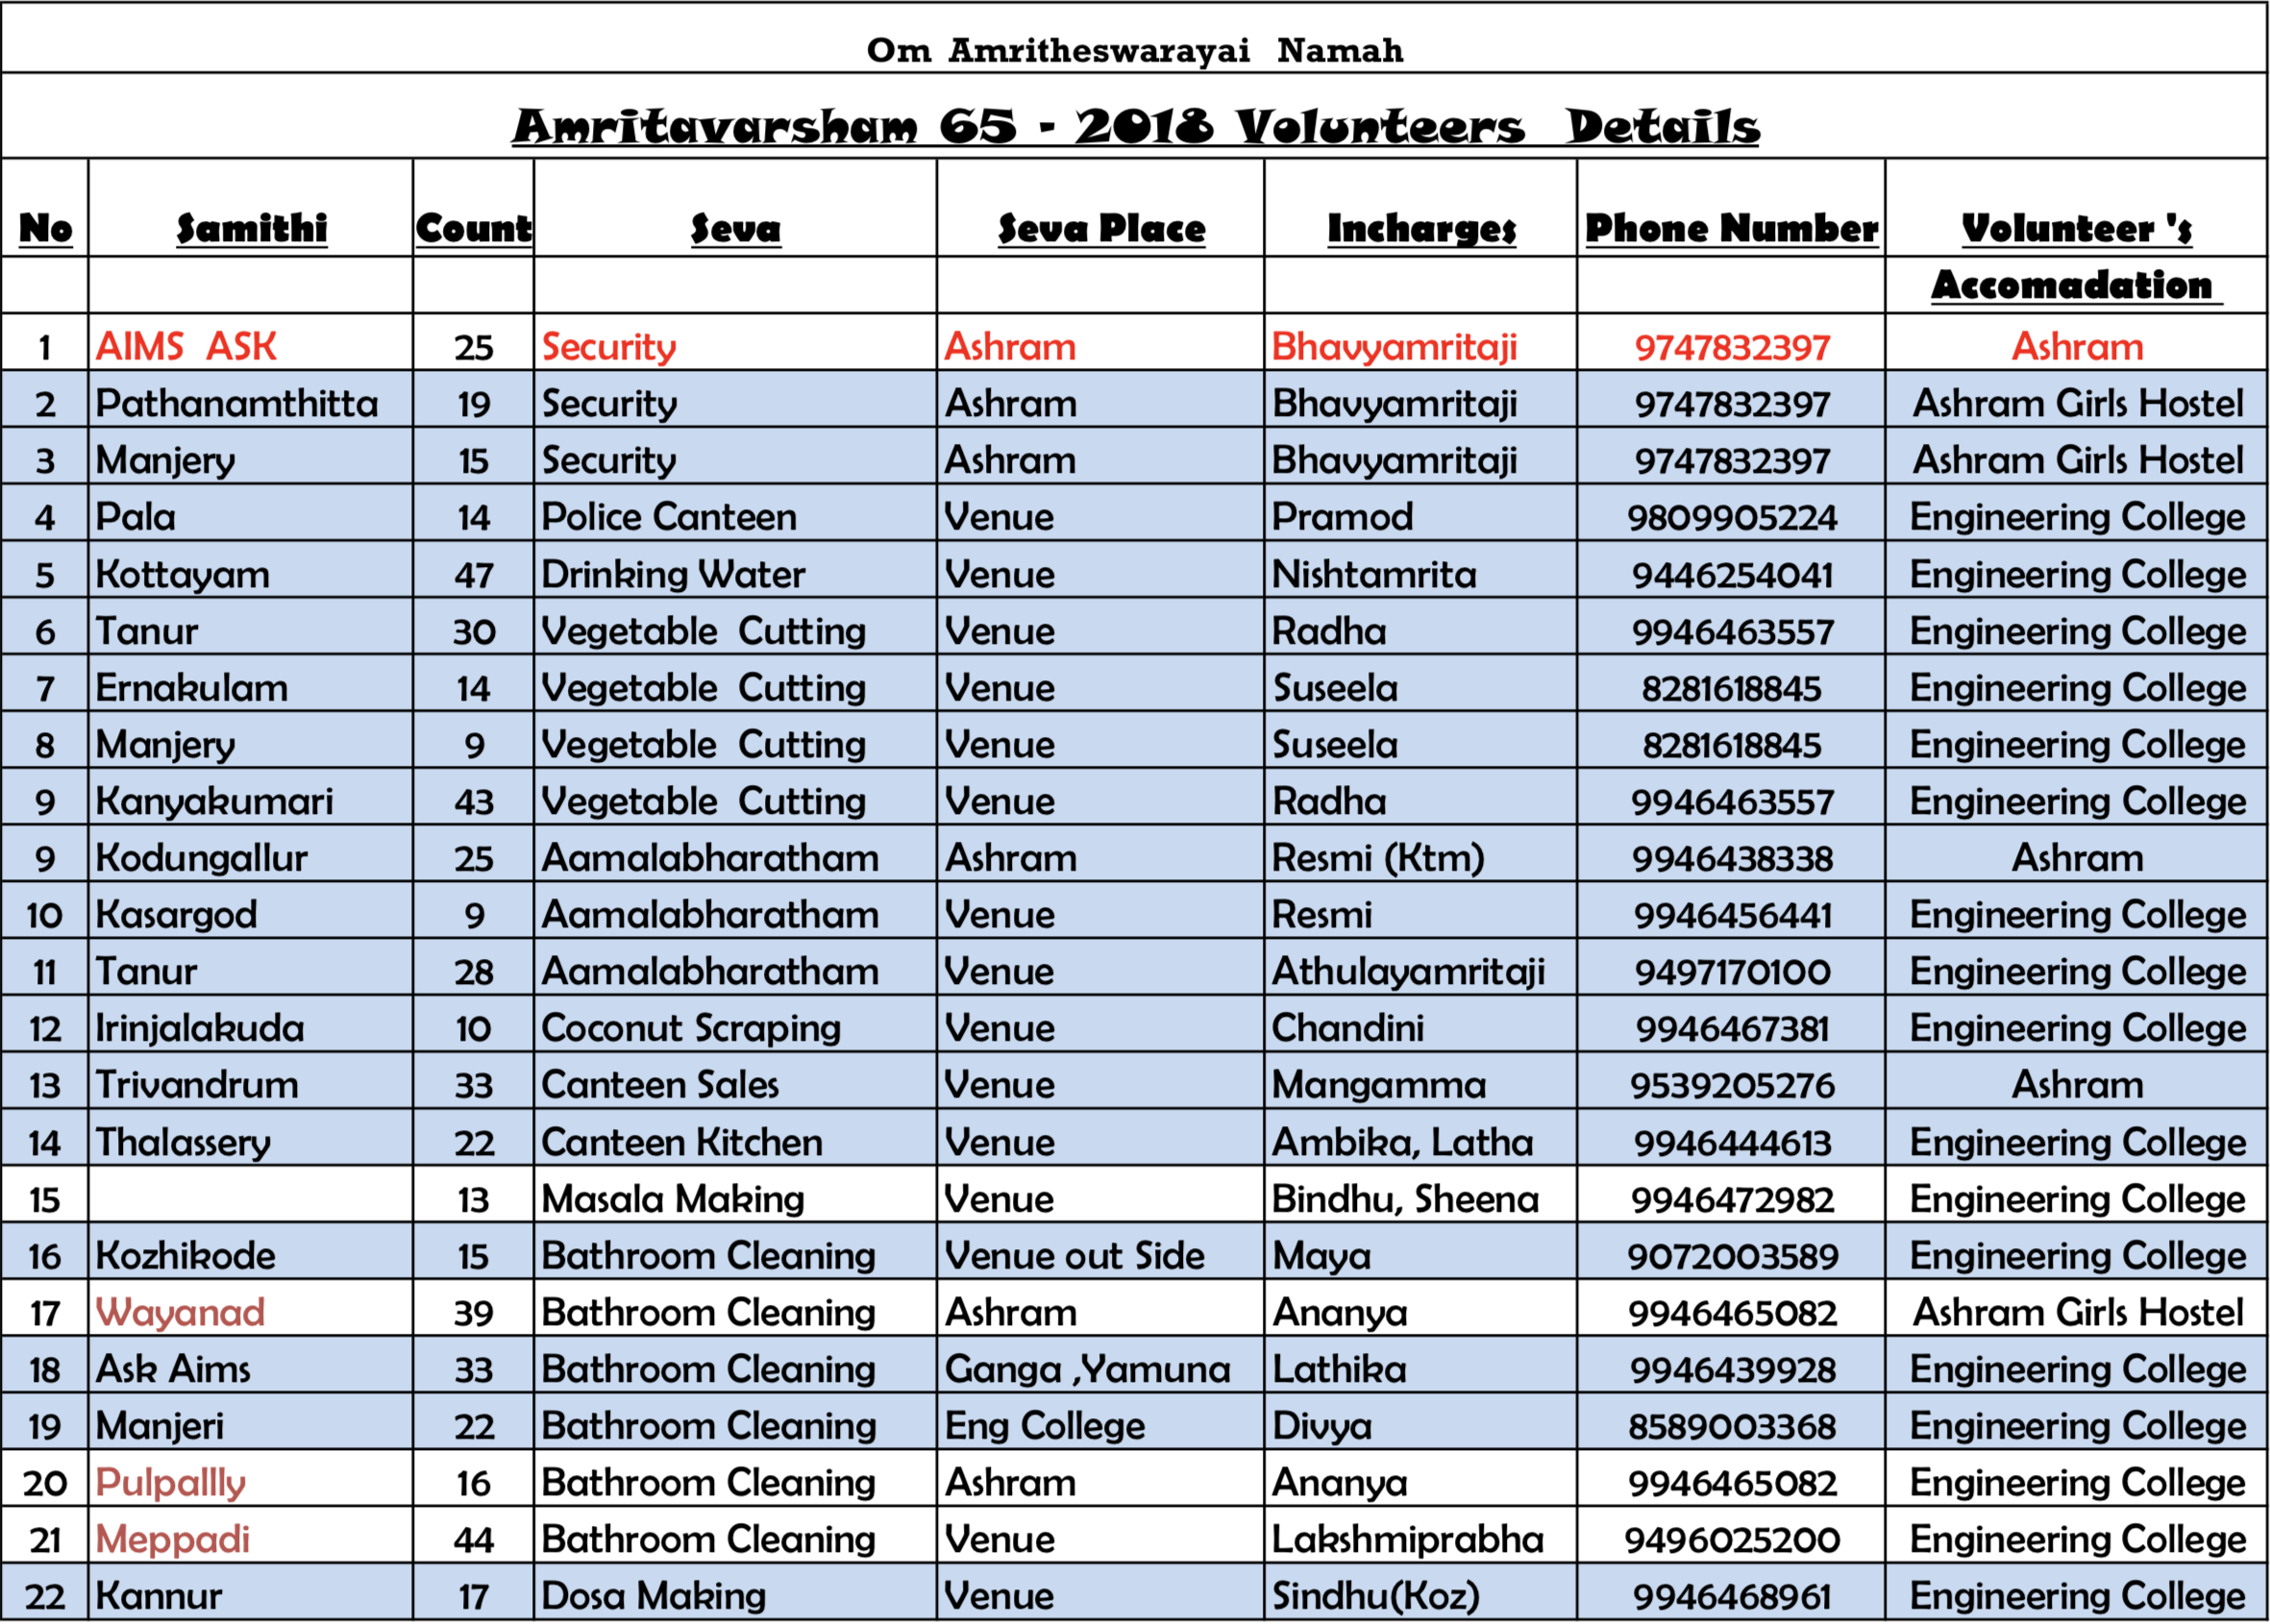 Om Amritheswarayai Namah
Amritavarsham 65 - 2018 Volunteers Details
No Samithi Count Seva Seva Place Incharges Phone Number Volunteer 's
Accomadation
1 AIMS ASK 25 Security Ashram Bhavyamritaji 9747832397 Ashram
2 Pathanamthitta 19 Security Ashram Bhavyamritaji 9747832397 Ashram Girls Hostel
3 Manjery 15 Security Ashram Bhavyamritaji 9747832397 Ashram Girls Hostel
4 Pala 14 Police Canteen Venue Pramod 9809905224 Engineering College
5 Kottayam 47 Drinking Water Venue Nishtamrita 9446254041 Engineering College
6 Tanur 30 Vegetable Cutting Venue Radha 9946463557 Engineering College
7 Ernakulam 14 Vegetable Cutting Venue Suseela 8281618845 Engineering College
8 Manjery 9 Vegetable Cutting Venue Suseela 8281618845 Engineering College
9 Kanyakumari 43 Vegetable Cutting Venue Radha 9946463557 Engineering College
9 Kodungallur 25 Aamalabharatham Ashram Resmi (Ktm) 9946438338 Ashram
10 Kasargod 9 Aamalabharatham Venue Resmi 9946456441 Engineering College
11 Tanur 28 Aamalabharatham Venue Athulayamritaji 9497170100 Engineering College
12 Irinjalakuda 10 Coconut Scraping Venue Chandini 9946467381 Engineering College
13 Trivandrum 33 Canteen Sales Venue Mangamma 9539205276 Ashram
14 Thalassery 22 Canteen Kitchen Venue Ambika, Latha 9946444613 Engineering College
15 13 Masala Making Venue Bindhu, Sheena 9946472982 Engineering College
16 Kozhikode 15 Bathroom Cleaning Venue out Side Maya 9072003589 Engineering College
17 Wayanad 39 Bathroom Cleaning Ashram Ananya 9946465082 Ashram Girls Hostel
18 Ask Aims 33 Bathroom Cleaning Ganga ,Yamuna Lathika 9946439928 Engineering College
19 Manjeri 22 Bathroom Cleaning Eng College Divya 8589003368 Engineering College
20 Pulpallly 16 Bathroom Cleaning Ashram Ananya 9946465082 Engineering College
21 Meppadi 44 Bathroom Cleaning Venue Lakshmiprabha 9496025200 Engineering College
22 Kannur 17 Dosa Making Venue Sindhu(Koz) 9946468961 Engineering College